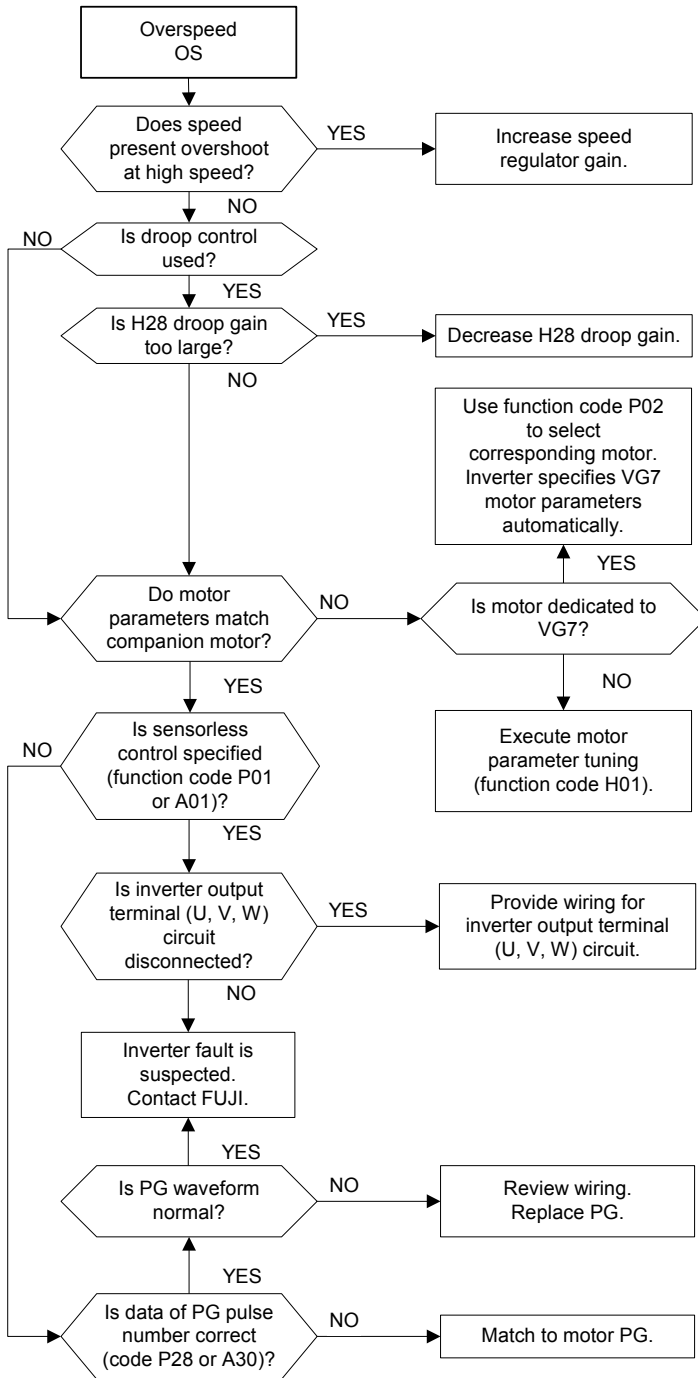 Overspeed
OS
Does speed
present overshoot
at high speed?
YES
Increase speed
regulator gain.
NO
NO
Is droop control
used?
YES
Is H28 droop gain
too large?
YES
Decrease H28 droop gain.
NO
Use function code P02
to select
corresponding motor.
Inverter specifies VG7
motor parameters
automatically.
YES
Do motor
parameters match
companion motor?
NO
Is motor dedicated to
VG7?
YES
NO
Execute motor
parameter tuning
(function code H01).
NO
Is sensorless
control specified
(function code P01
or A01)?
YES
Is inverter output
terminal (U, V, W)
circuit
disconnected?
YES
Provide wiring for
inverter output terminal
(U, V, W) circuit.
NO
Inverter fault is
suspected.
Contact FUJI.
YES
Is PG waveform
normal?
NO
Review wiring.
Replace PG.
YES
Is data of PG pulse
number correct
(code P28 or A30)?
NO
Match to motor PG.